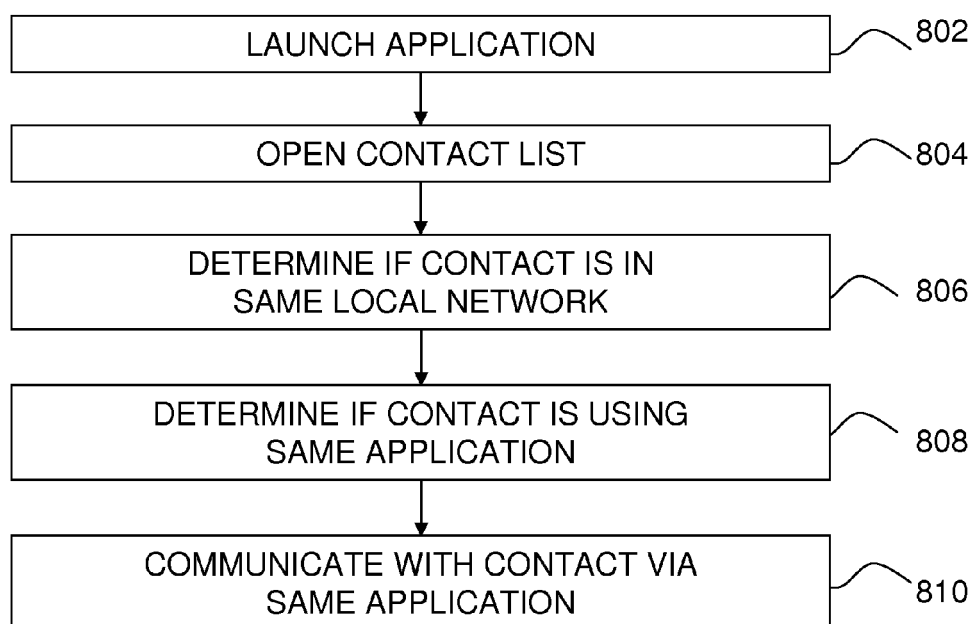 LAUNCH APPLICATION
802
OPEN CONTACT LIST
804
DETERMINE IF CONTACT IS IN
SAME LOCAL NETWORK
806
DETERMINE IF CONTACT IS USING
SAME APPLICATION
808
COMMUNICATE WITH CONTACT VIA
SAME APPLICATION
810